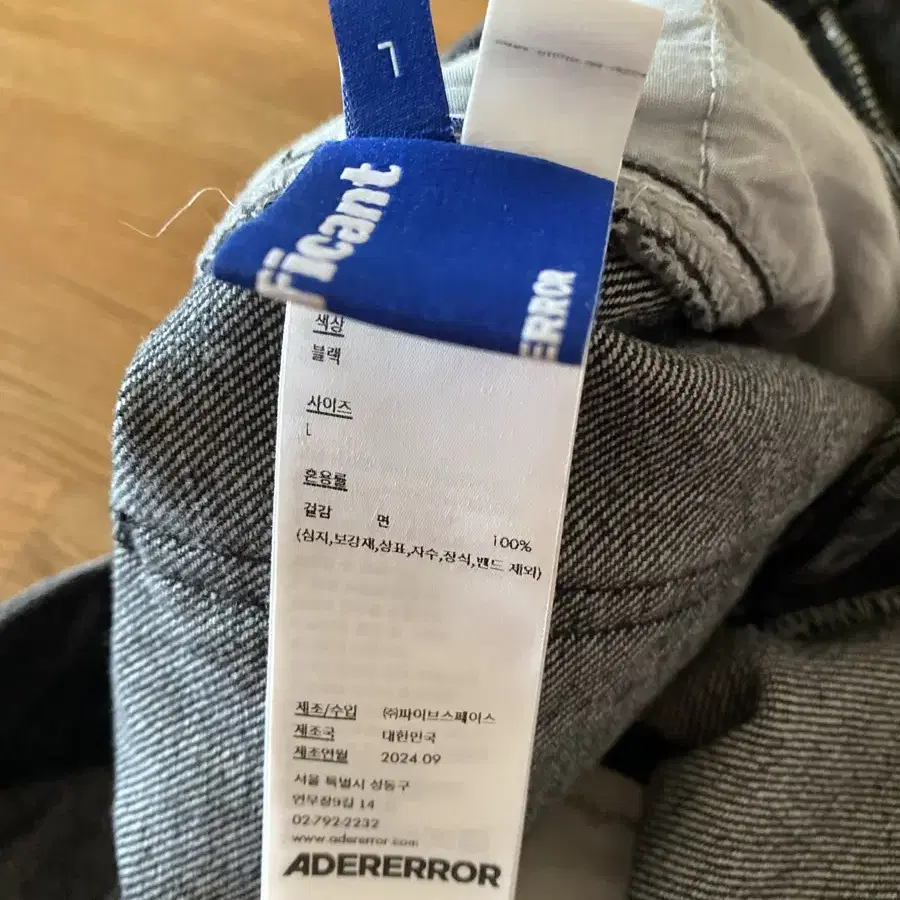 L
Ficant
ERROR
색상
블랙
사이즈
L
혼용률
겉감 면 100%
(심지,보강재,상표,자수,장식,밴드 제외)
제조/수입 ㈜파이브스페이스
제조국 대한민국
제조연월 2024.09
서울 특별시 성동구
연무장9길 14
02-792-2232
www.adererror.com
ADERERROR